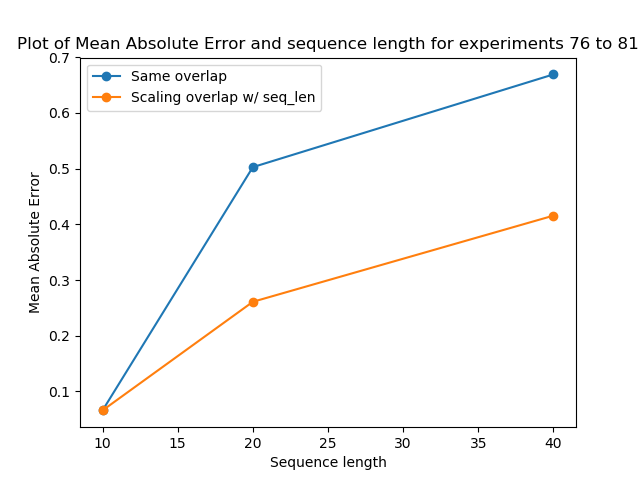 Plot of Mean Absolute Error and sequence length for experiments 76 to 81
Same overlap
Scaling overlap w/ seq_len
Mean Absolute Error
0.7
0.6
0.5
0.4
0.3
0.2
0.1
10 15 20 25 30 35 40
Sequence length